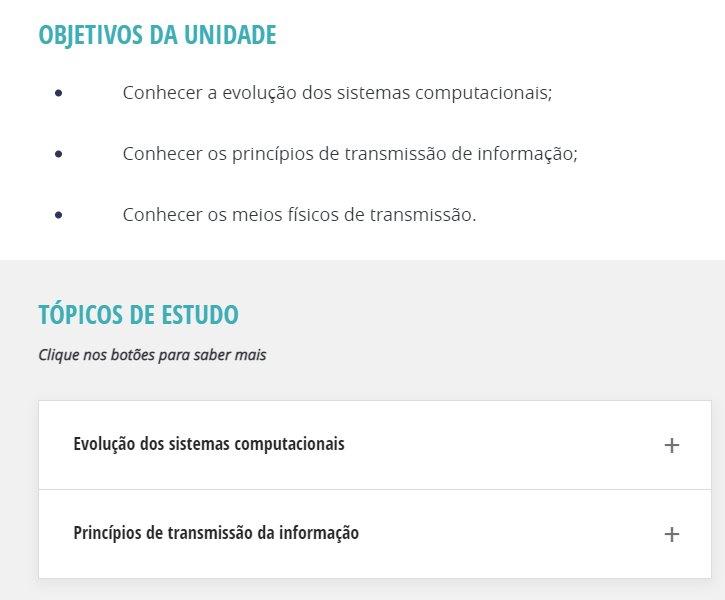 OBJETIVOS DA UNIDADE
Conhecer a evolução dos sistemas computacionais;
Conhecer os princípios de transmissão de informação;
Conhecer os meios físicos de transmissão.
TÓPICOS DE ESTUDO
Clique nos botões para saber mais
Evolução dos sistemas computacionais
Princípios de transmissão da informação